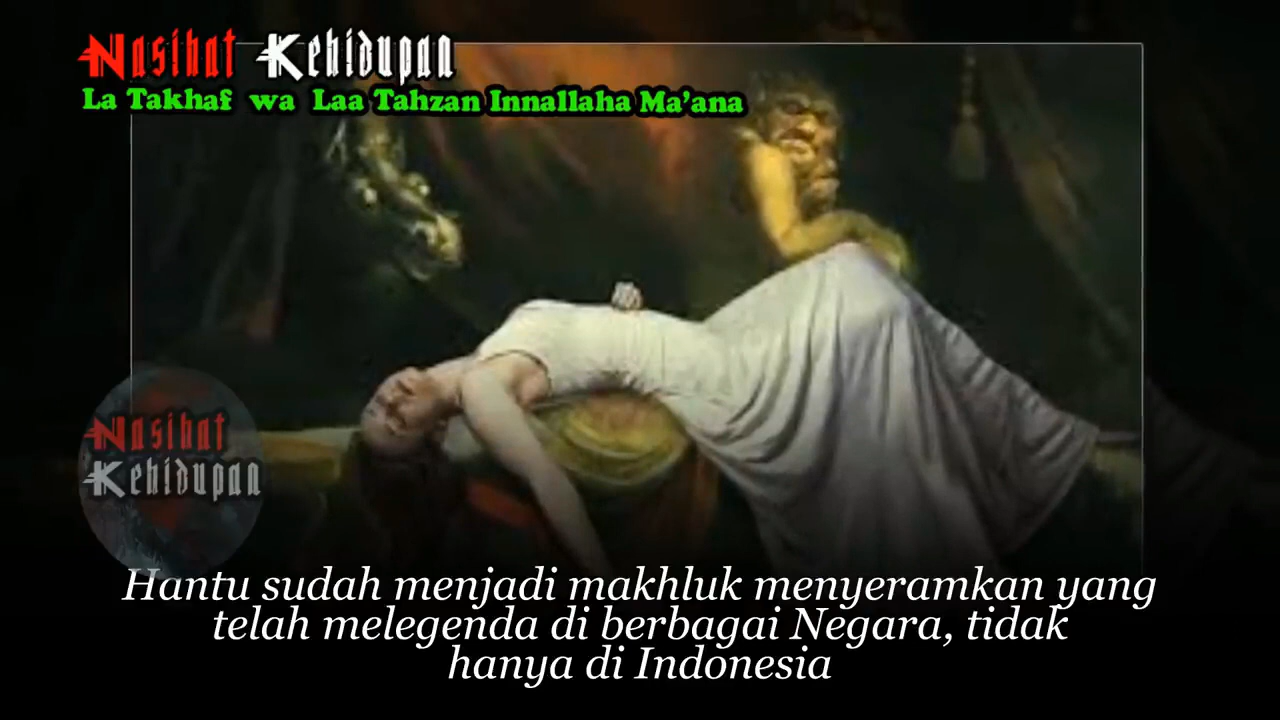 Nasihat Kehidupan
La Takhaf wa Laa Tahzan Innallaha Ma'ana
Nasihat
Kehidupan
Hantu sudah menjadi makhluk menyeramkan yang
telah melegenda di berbagai Negara, tidak
hanya di Indonesia